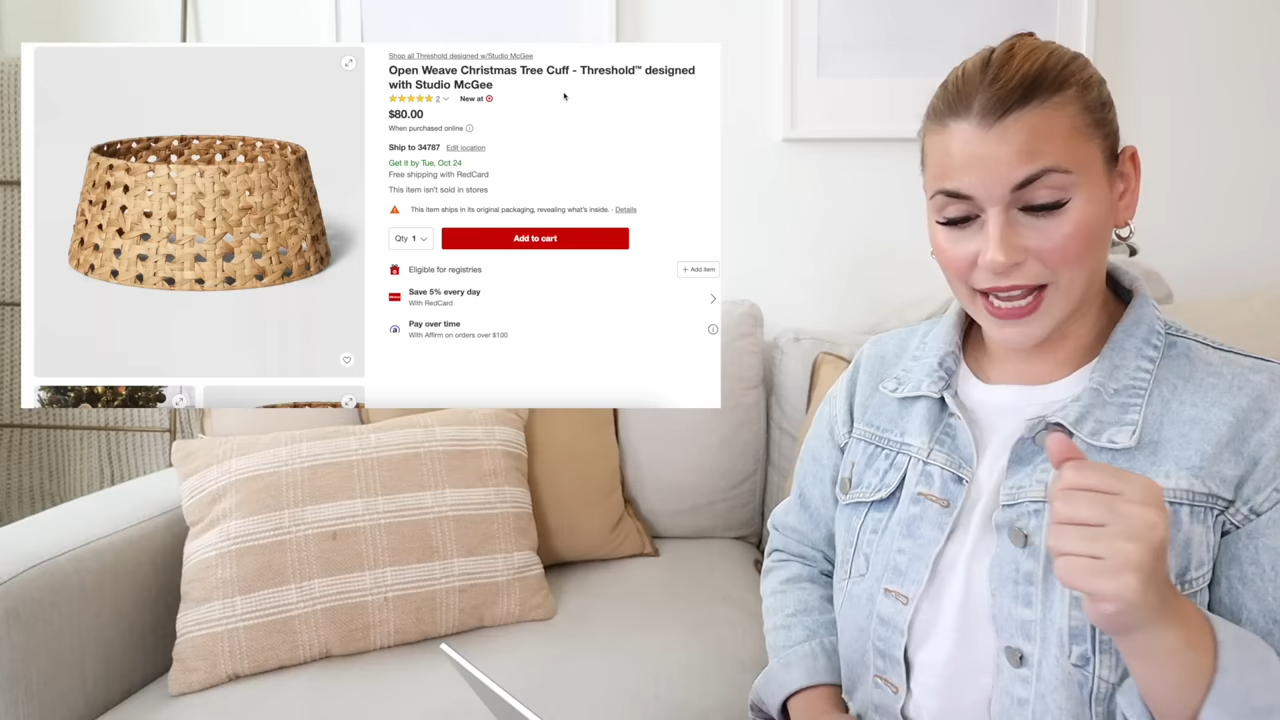 Shop all Threshold designed w/Studio McGee
Open Weave Christmas Tree Cuff - Threshold™ designed
with Studio McGee
2
New at
$80.00
When purchased online
Ship to 34787 Edit location
Get it by Tue, Oct 24
Free shipping with RedCard
This item isn't sold in stores
This item ships in its original packaging, revealing what's inside. - Details
Qty 1
Add to cart
Eligible for registries
+ Add item
Save 5% every day
With RedCard
Pay over time
With Affirm on orders over $100